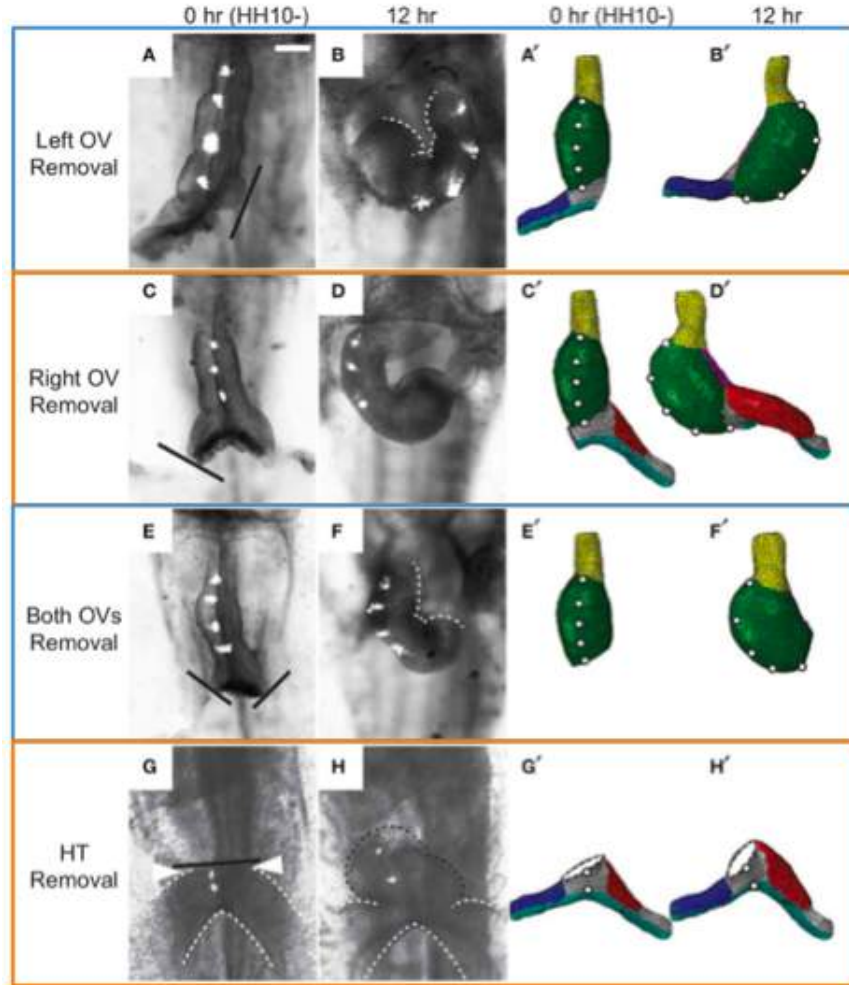 0 hr (HH10-) 12 hr 0 hr (HH10-) 12 hr
Left OV
Removal
A B A′ B′
Right OV
Removal
C D C′ D′
Both OVs
Removal
E F E′ F′
HT
Removal
G H G′ H′